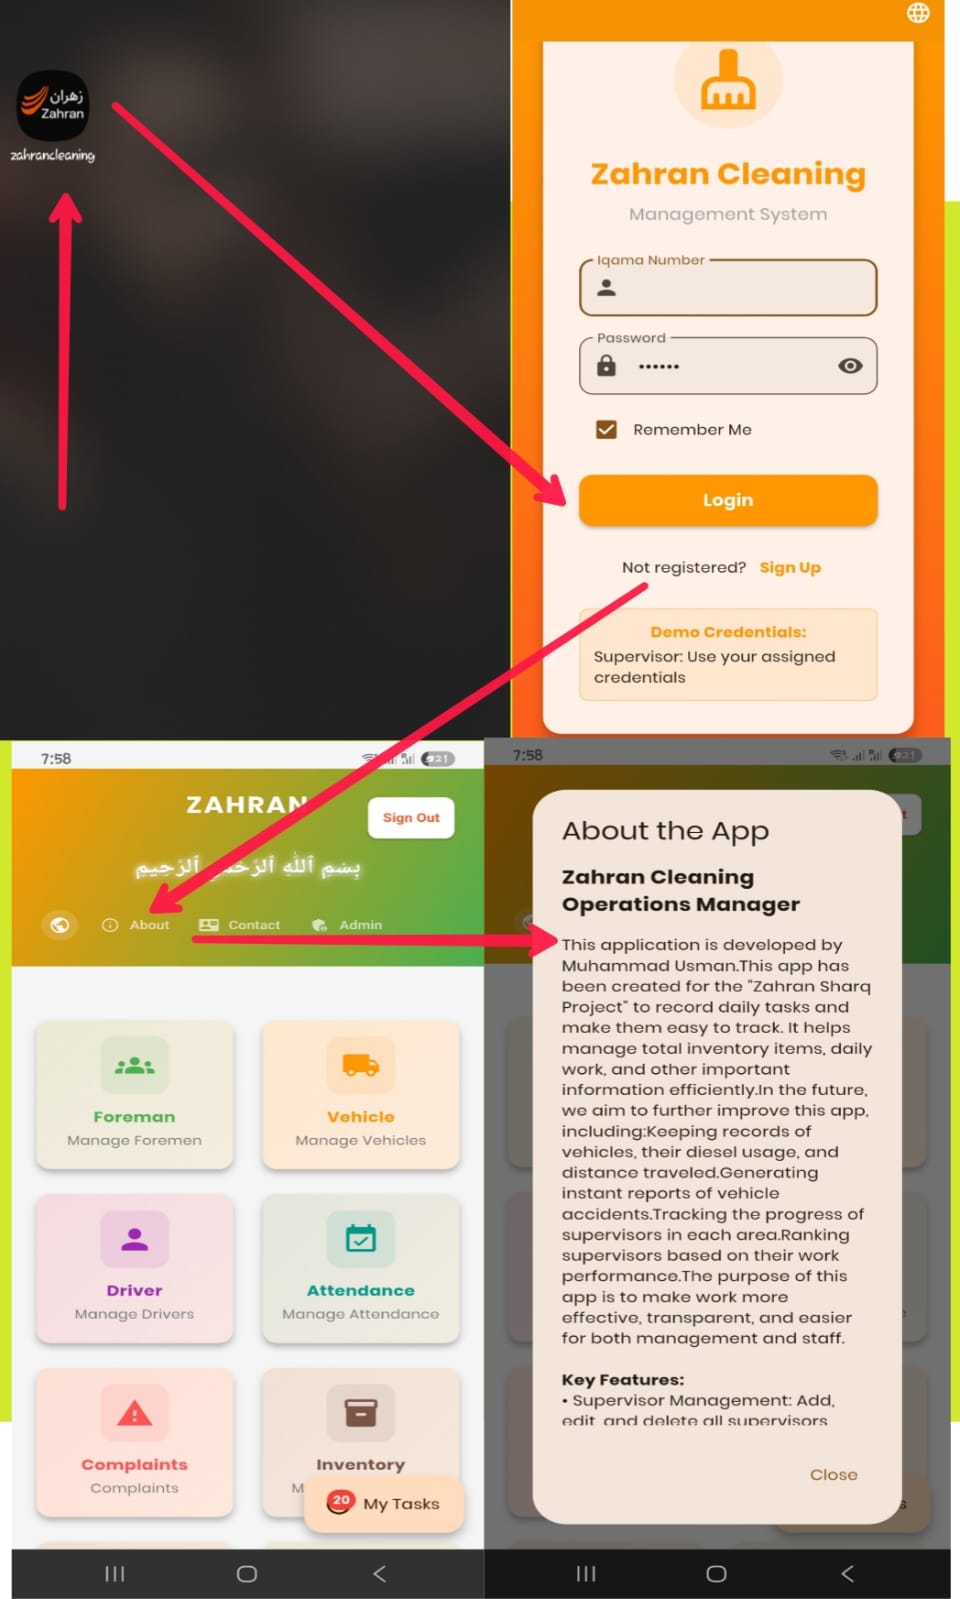 زهران
Zahran
zahrancleaning
Zahran Cleaning
Management System
Iqama Number
Password
••••••
Remember Me
Login
Not registered? Sign Up
Demo Credentials:
Supervisor: Use your assigned
credentials
7:58
21
ZAHRAN
Sign Out
بِسْمِ ٱللَّٰهِ ٱلرَّحْمَٰنِ ٱلرَّحِيمِ
About
Contact
Admin
Foreman
Manage Foremen
Vehicle
Manage Vehicles
Driver
Manage Drivers
Attendance
Manage Attendance
Complaints
Complaints
Inventory
M
20
My Tasks
7:58
21
t
About the App
Zahran Cleaning
Operations Manager
This application is developed by
Muhammad Usman.This app has
been created for the "Zahran Sharq
Project" to record daily tasks and
make them easy to track. It helps
manage total inventory items, daily
work, and other important
information efficiently.In the future,
we aim to further improve this app,
including:Keeping records of
vehicles, their diesel usage, and
distance traveled.Generating
instant reports of vehicle
accidents.Tracking the progress of
supervisors in each area.Ranking
supervisors based on their work
performance.The purpose of this
app is to make work more
effective, transparent, and easier
for both management and staff.
Key Features:
• Supervisor Management: Add,
edit, and delete all supervisors
Close
s